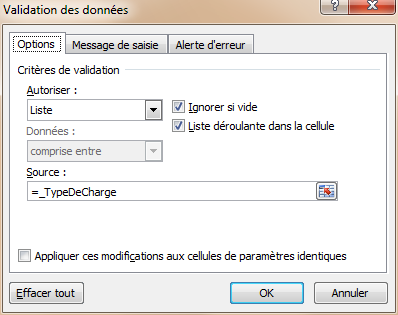 Validation des données
Options
Message de saisie
Alerte d'erreur
Critères de validation
Autoriser :
Liste
Ignorer si vide
Liste déroulante dans la cellule
Données :
comprise entre
Source :
=_TypeDeCharge
Appliquer ces modifications aux cellules de paramètres identiques
Effacer tout
OK
Annuler